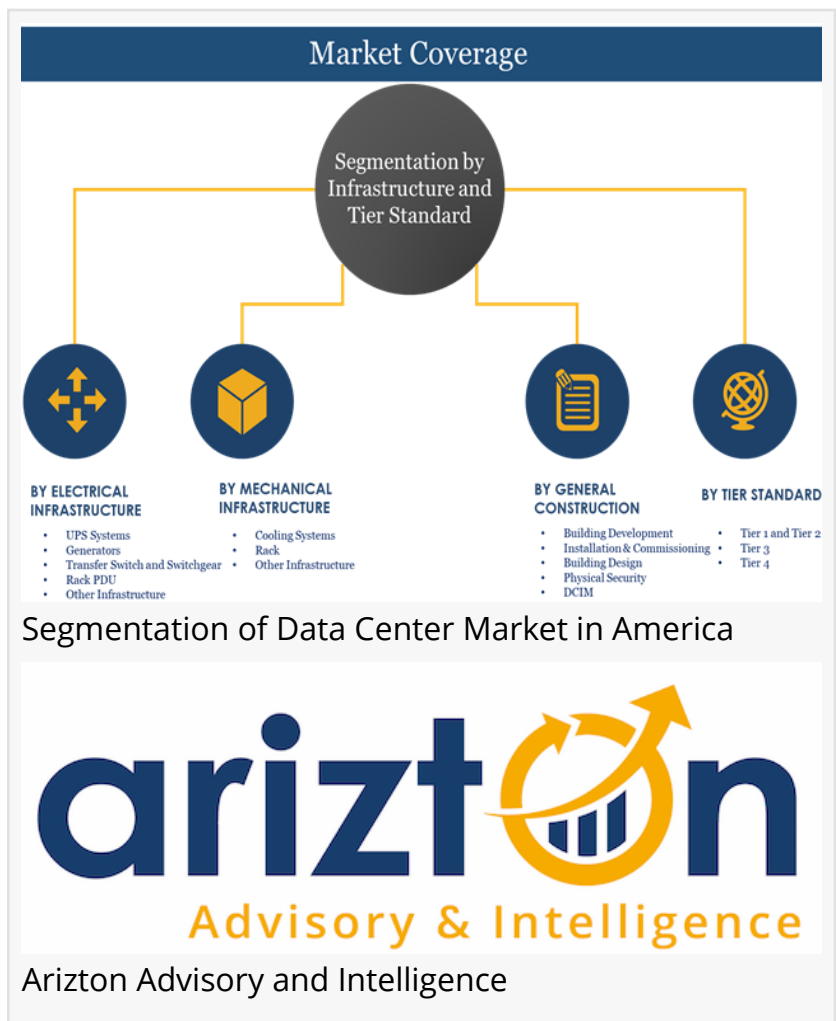 Market Coverage
Segmentation by
Infrastructure and
Tier Standard
BY ELECTRICAL
INFRASTRUCTURE
• UPS Systems
• Generators
• Transfer Switch and Switchgear
• Rack PDU
• Other Infrastructure
BY MECHANICAL
INFRASTRUCTURE
• Cooling Systems
• Rack
• Other Infrastructure
BY GENERAL
CONSTRUCTION
• Building Development
• Installation & Commissioning
• Building Design
• Physical Security
• DCIM
BY TIER STANDARD
• Tier 1 and Tier 2
• Tier 3
• Tier 4
Segmentation of Data Center Market in America
arizton
Advisory & Intelligence
Arizton Advisory and Intelligence